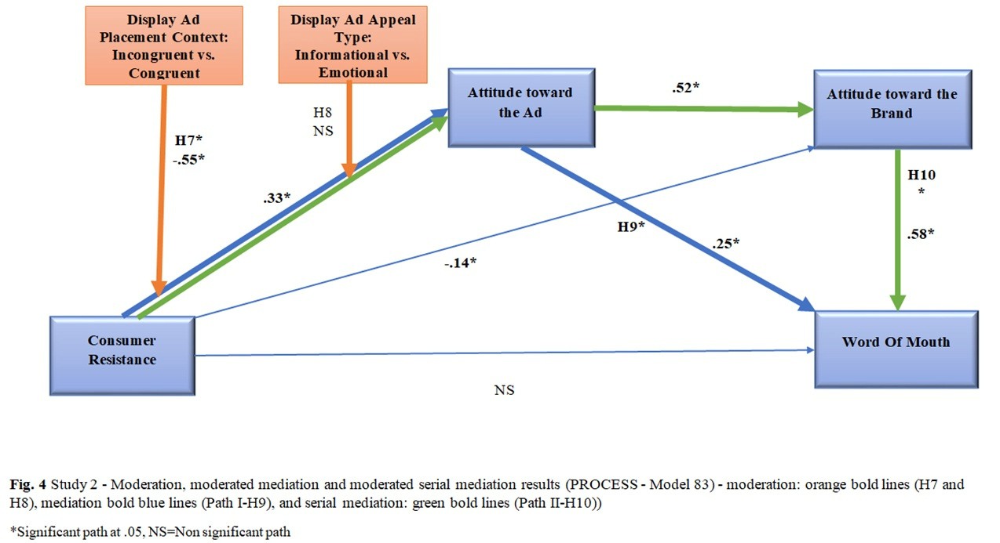 Display Ad
Placement Context:
Incongruent vs.
Congruent
Display Ad Appeal
Type:
Informational vs.
Emotional
Attitude toward
the Ad
.52*
Attitude toward the
Brand
H8
NS
H7*
-.55*
.33*
H10
*
H9*
.58*
.25*
-.14*
Consumer
Resistance
Word Of Mouth
NS
Fig. 4 Study 2 - Moderation, moderated mediation and moderated serial mediation results (PROCESS - Model 83) - moderation: orange bold lines (H7 and
H8), mediation bold blue lines (Path I-H9), and serial mediation: green bold lines (Path II-H10))
*Significant path at .05, NS=Non significant path